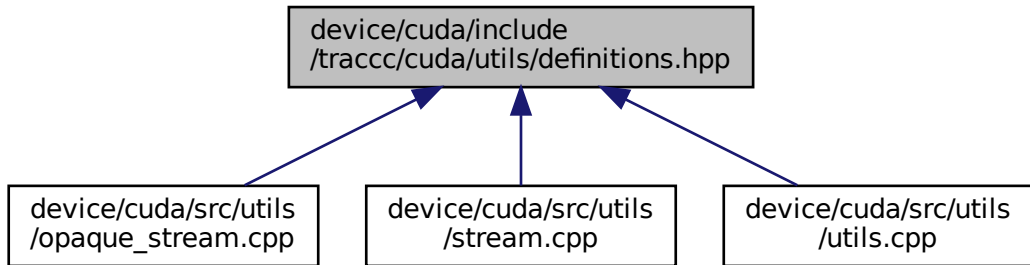 device/cuda/include
/traccc/cuda/utils/definitions.hpp
device/cuda/src/utils
/opaque_stream.cpp
device/cuda/src/utils
/stream.cpp
device/cuda/src/utils
/utils.cpp